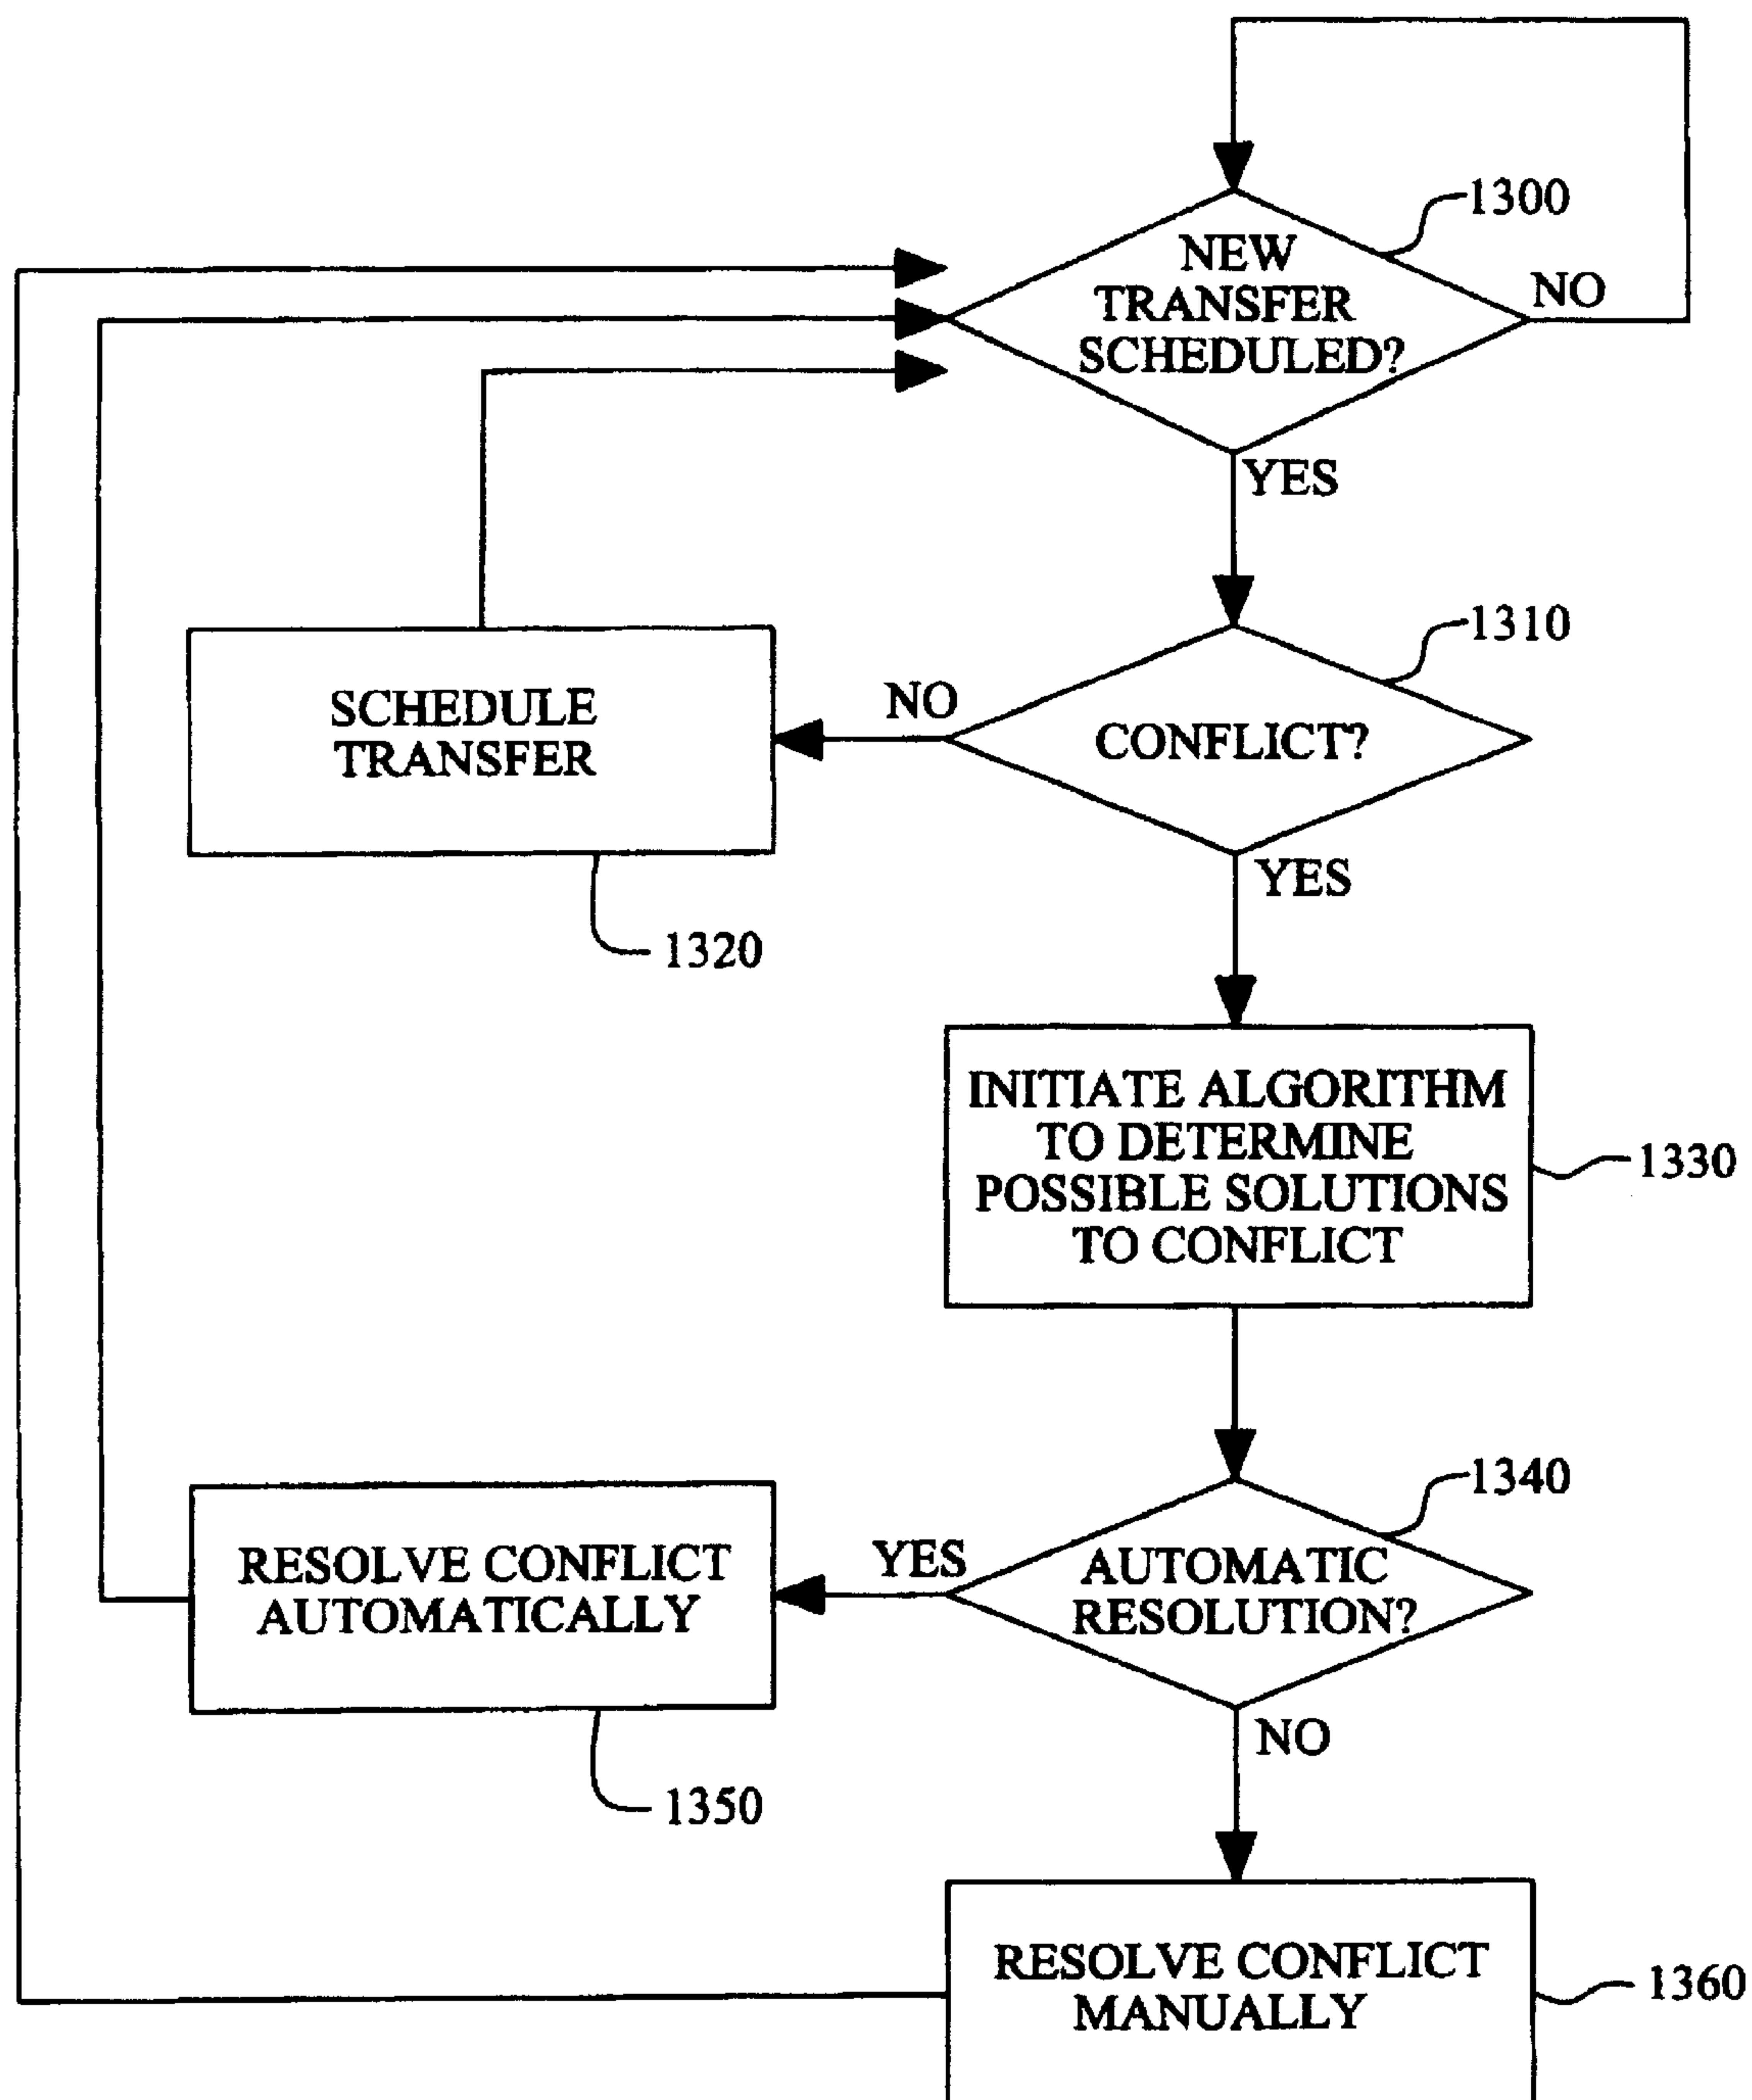 1300
NEW
TRANSFER
SCHEDULED?
NO
YES
1310
CONFLICT?
NO
SCHEDULE
TRANSFER
1320
YES
INITIATE ALGORITHM
TO DETERMINE
POSSIBLE SOLUTIONS
TO CONFLICT
1330
1340
AUTOMATIC
RESOLUTION?
YES
RESOLVE CONFLICT
AUTOMATICALLY
1350
NO
RESOLVE CONFLICT
MANUALLY
1360